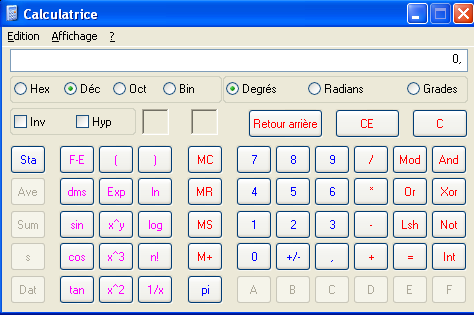 Calculatrice
Edition Affichage ?
0,
Hex Déc Oct Bin Degrés Radians Grades
Inv Hyp Retour arrière CE C
Sta F-E ( ) MC 7 8 9 / Mod And
Ave dms Exp ln MR 4 5 6 * Or Xor
Sum sin x^y log MS 1 2 3 - Lsh Not
s cos x^3 n! M+ 0 +/- , + = Int
Dat tan x^2 1/x pi A B C D E F